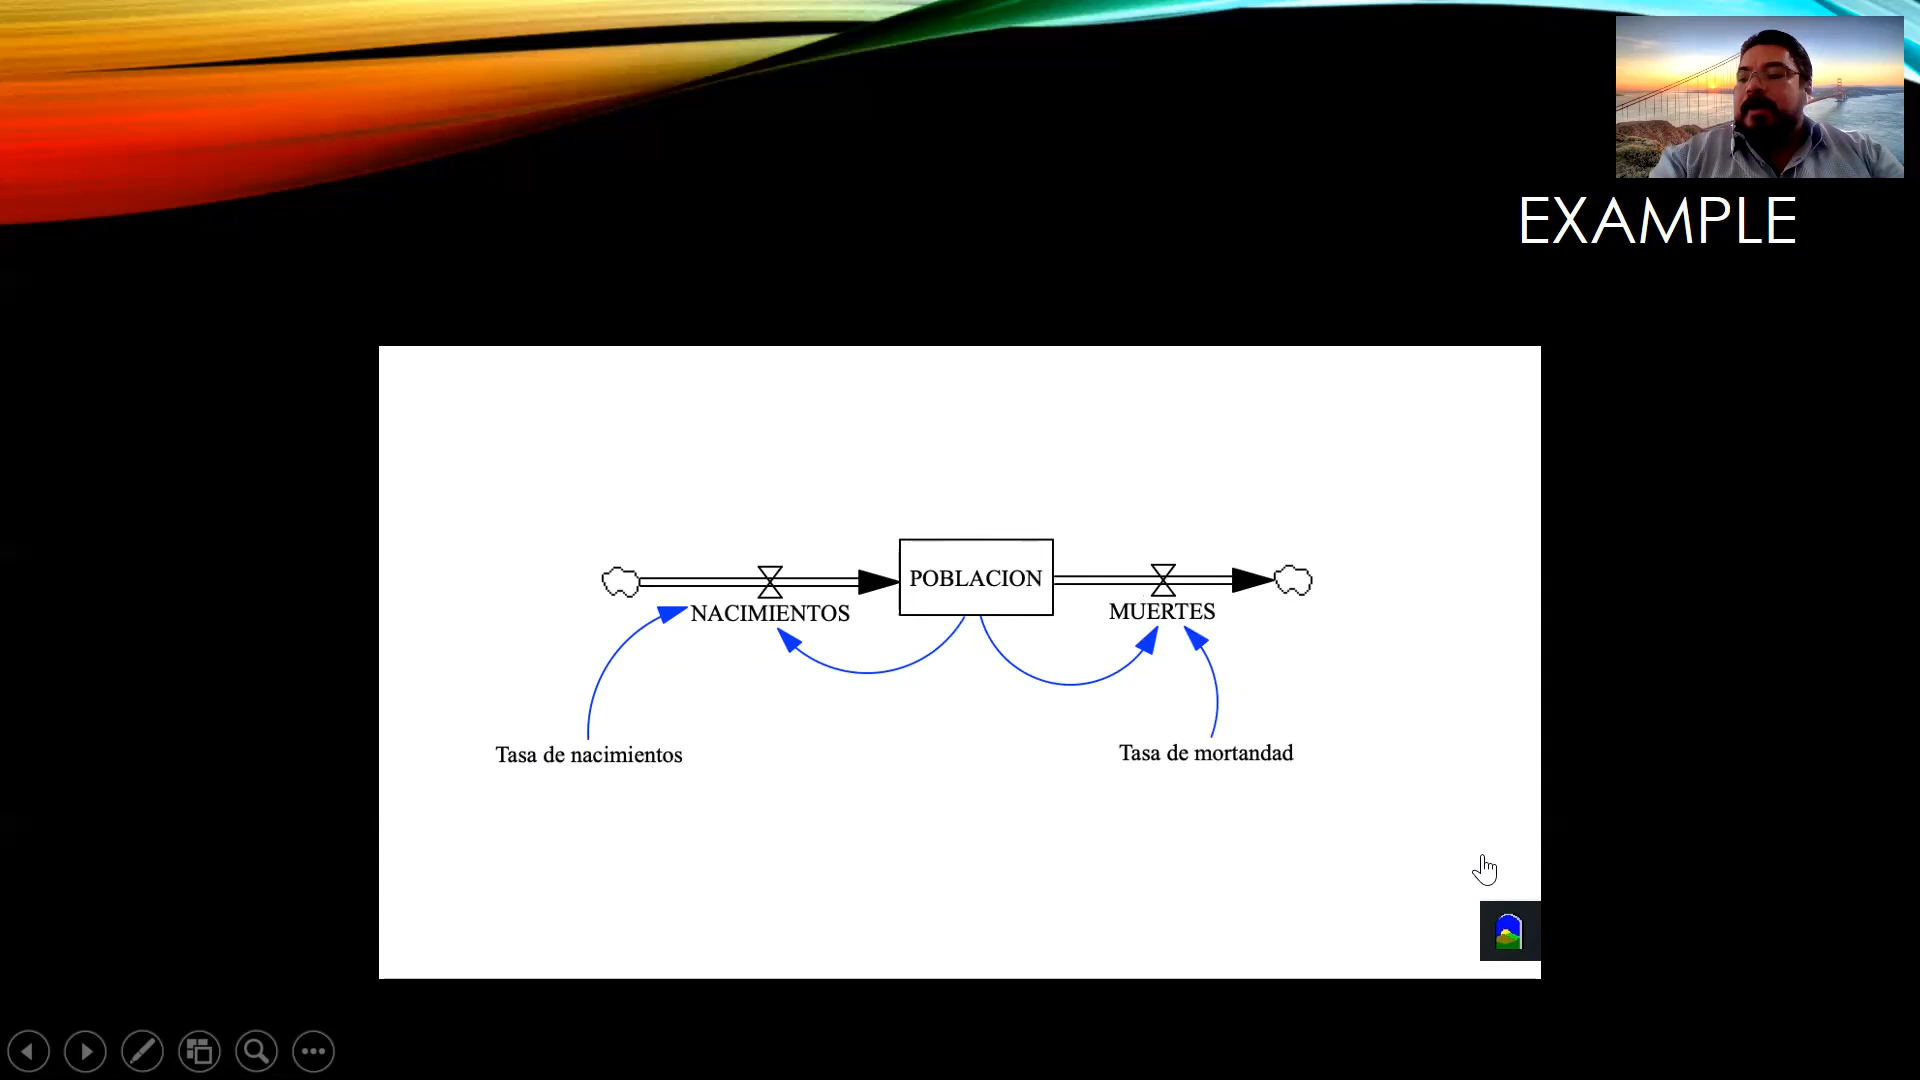 EXAMPLE
POBLACION
NACIMIENTOS
MUERTES
Tasa de nacimientos
Tasa de mortandad